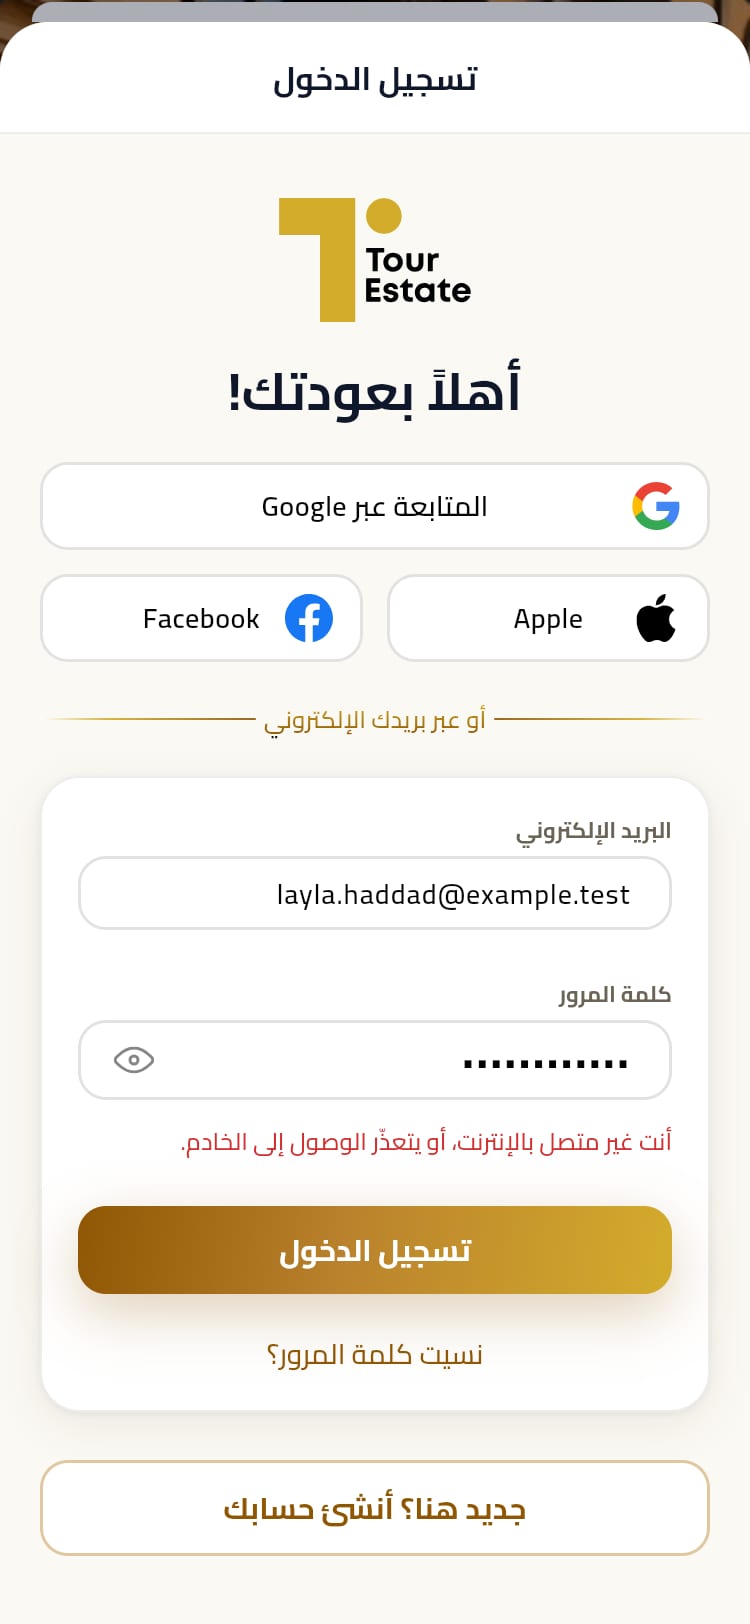 تسجيل الدخول
Tour
Estate
أهلاً بعودتك!
المتابعة عبر Google
Apple
Facebook
أو عبر بريدك الإلكتروني
البريد الإلكتروني
layla.haddad@example.test
كلمة المرور
أنت غير متصل بالإنترنت، أو يتعذّر الوصول إلى الخادم.
تسجيل الدخول
نسيت كلمة المرور؟
جديد هنا؟ أنشئ حسابك